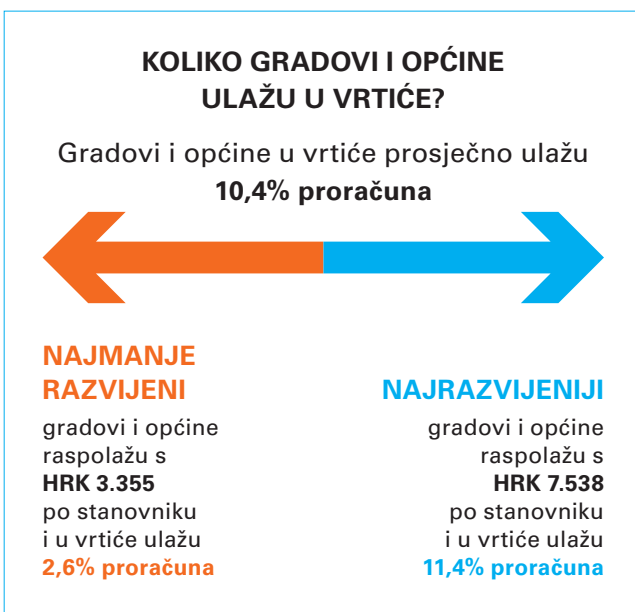 KOLIKO GRADOVI I OPĆINE
ULAŽU U VRTIĆE?
Gradovi i općine u vrtiće prosječno ulažu
10,4% proračuna
NAJMANJE
RAZVIJENI
gradovi i općine
raspolažu s
HRK 3.355
po stanovniku
i u vrtiće ulažu
2,6% proračuna
NAJRAZVIJENIJI
gradovi i općine
raspolažu s
HRK 7.538
po stanovniku
i u vrtiće ulažu
11,4% proračuna